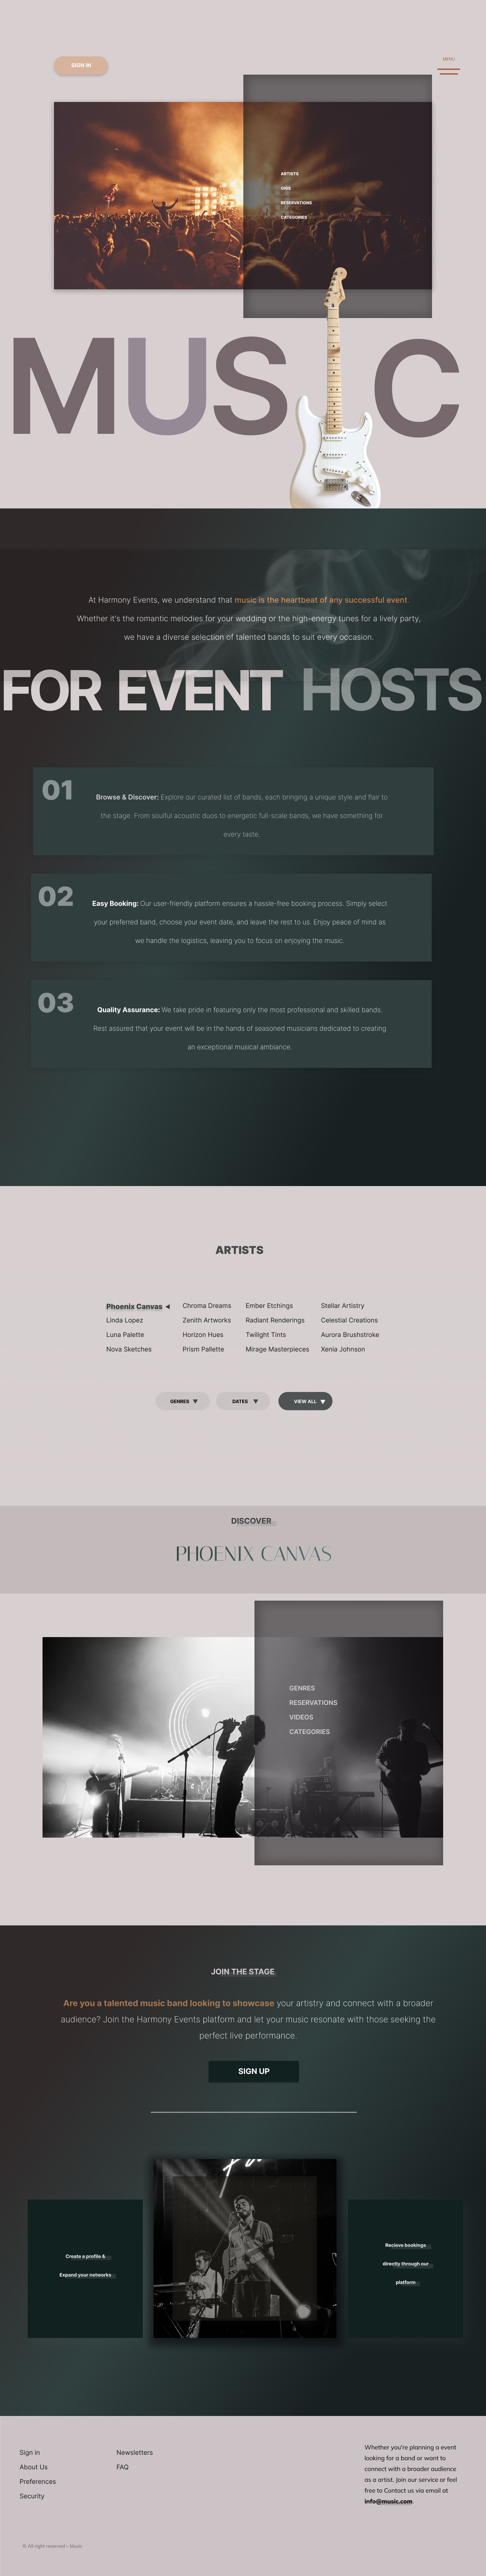 SIGN IN
MENU
ARTISTS
GIGS
RESERVATIONS
CATEGORIES
MUS C
At Harmony Events, we understand that music is the heartbeat of any successful event.
Whether it's the romantic melodies for your wedding or the high-energy tunes for a lively party,
we have a diverse selection of talented bands to suit every occasion.
FOR EVENT HOSTS
01
Browse & Discover: Explore our curated list of bands, each bringing a unique style and flair to
the stage. From soulful acoustic duos to energetic full-scale bands, we have something for
every taste.
02
Easy Booking: Our user-friendly platform ensures a hassle-free booking process. Simply select
your preferred band, choose your event date, and leave the rest to us. Enjoy peace of mind as
we handle the logistics, leaving you to focus on enjoying the music.
03
Quality Assurance: We take pride in featuring only the most professional and skilled bands.
Rest assured that your event will be in the hands of seasoned musicians dedicated to creating
an exceptional musical ambiance.
ARTISTS
Phoenix Canvas
Linda Lopez
Luna Palette
Nova Sketches
Chroma Dreams
Zenith Artworks
Horizon Hues
Prism Pallette
Ember Etchings
Radiant Renderings
Twilight Tints
Mirage Masterpieces
Stellar Artistry
Celestial Creations
Aurora Brushstroke
Xenia Johnson
GENRES
DATES
VIEW ALL
DISCOVER
PHOENIX CANVAS
GENRES
RESERVATIONS
VIDEOS
CATEGORIES
JOIN THE STAGE
Are you a talented music band looking to showcase your artistry and connect with a broader
audience? Join the Harmony Events platform and let your music resonate with those seeking the
perfect live performance.
SIGN UP
Create a profile &
Expand your networks
Recieve bookings
directly through our
platform
Sign in
About Us
Preferences
Security
Newsletters
FAQ
Whether you're planning a event
looking for a band or want to
connect with a broader audience
as a artist. Join our service or feel
free to Contact us via email at
info@music.com.
© All right reserved – Music